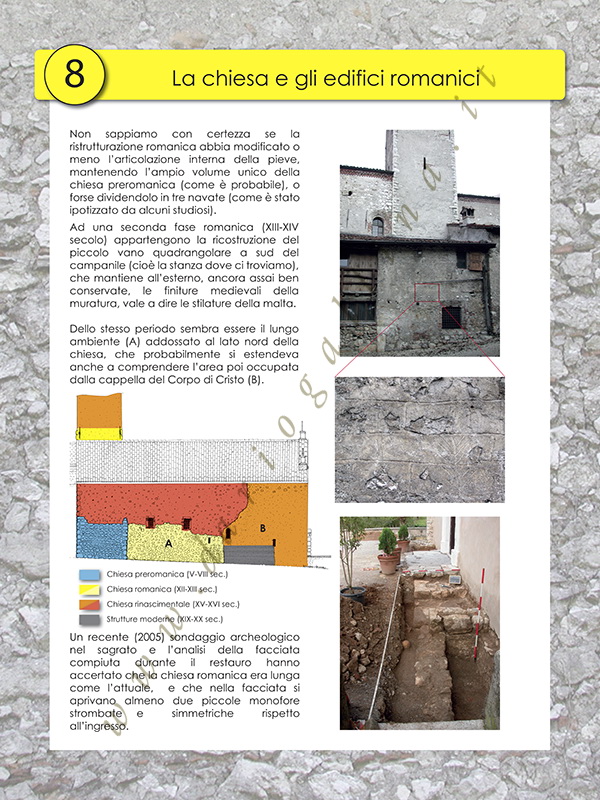 8
La chiesa e gli edifici romanici
Non sappiamo con certezza se la
ristrutturazione romanica abbia modificato o
meno l'articolazione interna della pieve,
mantenendo l'ampio volume unico della
chiesa preromanica (come è probabile), o
forse dividendolo in tre navate (come è stato
ipotizzato da alcuni studiosi).
Ad una seconda fase romanica (XIII-XIV
secolo) appartengono la ricostruzione del
piccolo vano quadrangolare a sud del
campanile (cioè la stanza dove ci troviamo),
che mantiene all'esterno, ancora assai ben
conservate, le finiture medievali della
muratura, vale a dire le stilature della malta.
Dello stesso periodo sembra essere il lungo
ambiente (A) addossato al lato nord della
chiesa, che probabilmente si estendeva
anche a comprendere l'area poi occupata
dalla cappella del Corpo di Cristo (B).
B
A
Chiesa preromanica (V-VIII sec.)
Chiesa romanica (XII-XIII sec.)
Chiesa rinascimentale (XV-XVI sec.)
Strutture moderne (XIX-XX sec.)
Un recente (2005) sondaggio archeologico
nel sagrato e l'analisi della facciata
compiuta durante il restauro hanno
accertato che la chiesa romanica era lunga
come l'attuale, e che nella facciata si
aprivano almeno due piccole monofore
strombate e simmetriche rispetto
all'ingresso.